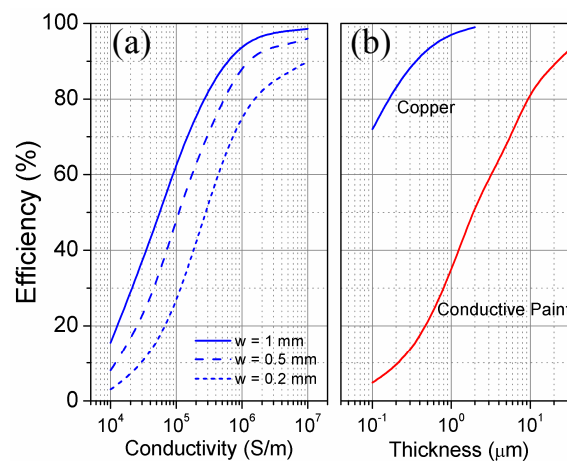 (a)
(b)
Efficiency (%)
100
80
60
40
20
0
Copper
Conductive Paint
w = 1 mm
w = 0.5 mm
w = 0.2 mm
10⁴ 10⁵ 10⁶ 10⁷
Conductivity (S/m)
10⁻¹ 10⁰ 10¹
Thickness (μm)